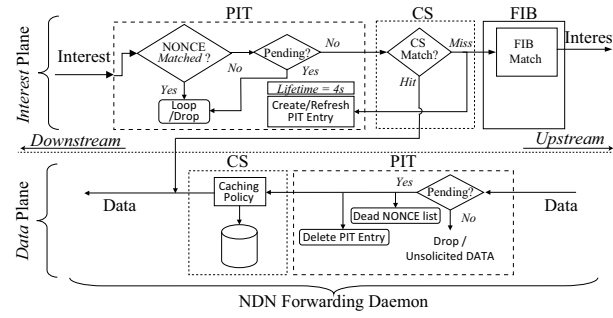 PIT
CS
FIB
Interest Plane
Interest
NONCE
Matched ?
No
Pending?
No
CS
Match?
Miss
FIB
Match
Interes
Yes
Loop
/Drop
Yes
Lifetime = 4s
Create/Refresh
PIT Entry
Hit
Downstream
Upstream
Data Plane
CS
PIT
Data
Caching
Policy
Yes
Pending?
Data
Dead NONCE list
No
Delete PIT Entry
Drop /
Unsolicited DATA
NDN Forwarding Daemon